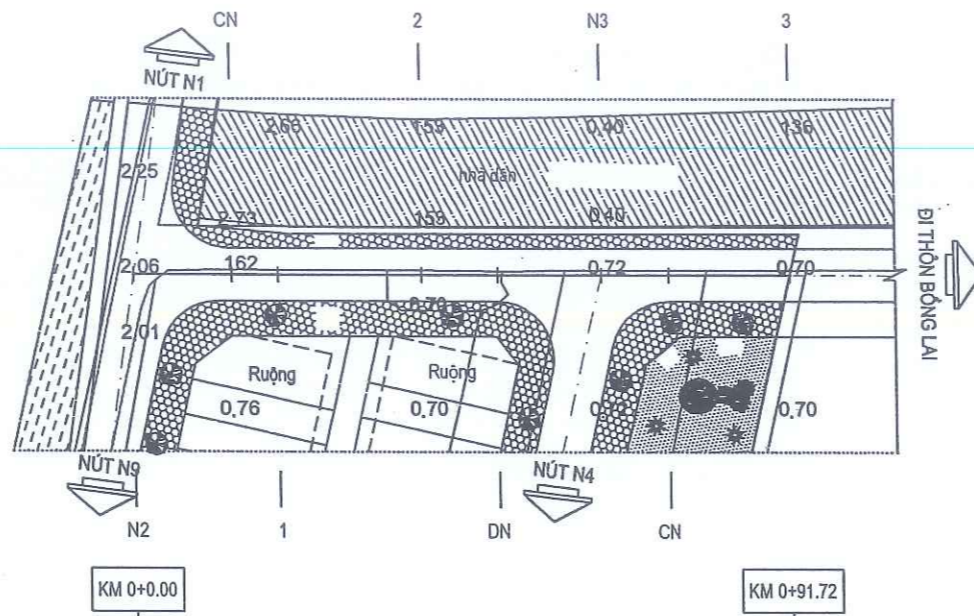 CN 2 N3 3
NÚT N1
2,66 153 0,40 136
2,25 nhà dân
2,73 153 0,40
2,06 162 0,72 0,70
ĐI THÔN BỒNG LAI
0,70
2,01
Ruộng Ruộng
0,76 0,70 0,72 0,70
NÚT N9 NÚT N4
N2 1 DN CN
KM 0+0.00 KM 0+91.72